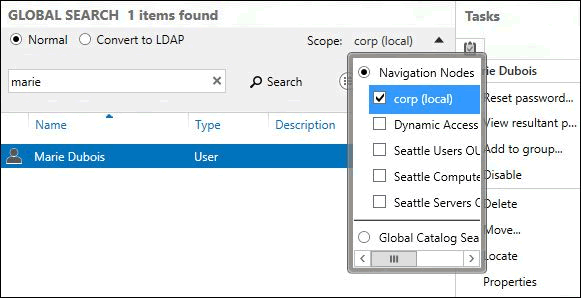 GLOBAL SEARCH 1 items found
Normal Convert to LDAP Scope: corp (local)
marie
Search
Name Type Description
Marie Dubois User
Navigation Nodes
corp (local)
Dynamic Access
Seattle Users OU
Seattle Compute
Seattle Servers O
Global Catalog Sea
Tasks
rie Dubois
Reset password...
View resultant p...
Add to group...
Disable
Delete
Move...
Locate
Properties